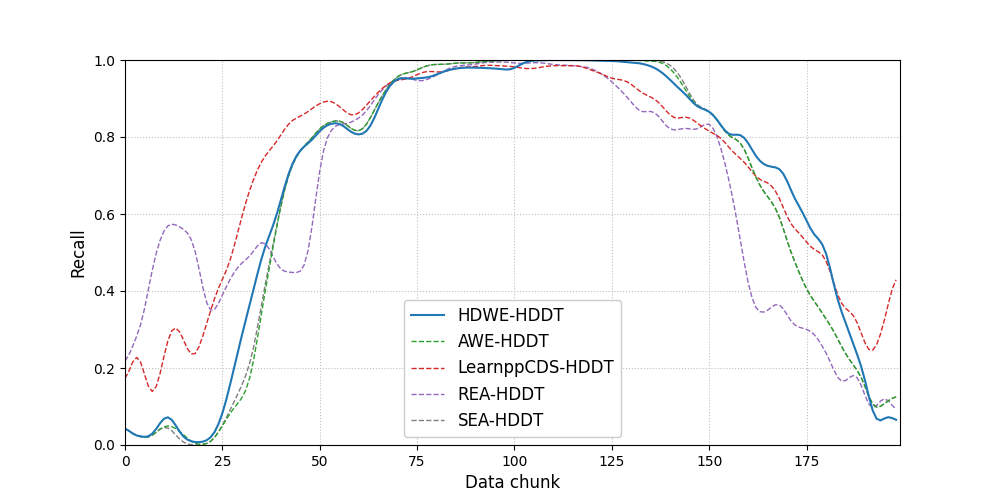 1.0
0.8
0.6
0.4
0.2
0.0
Recall
HDWE-HDDT
AWE-HDDT
LearnppCDS-HDDT
REA-HDDT
SEA-HDDT
0 25 50 75 100 125 150 175
Data chunk